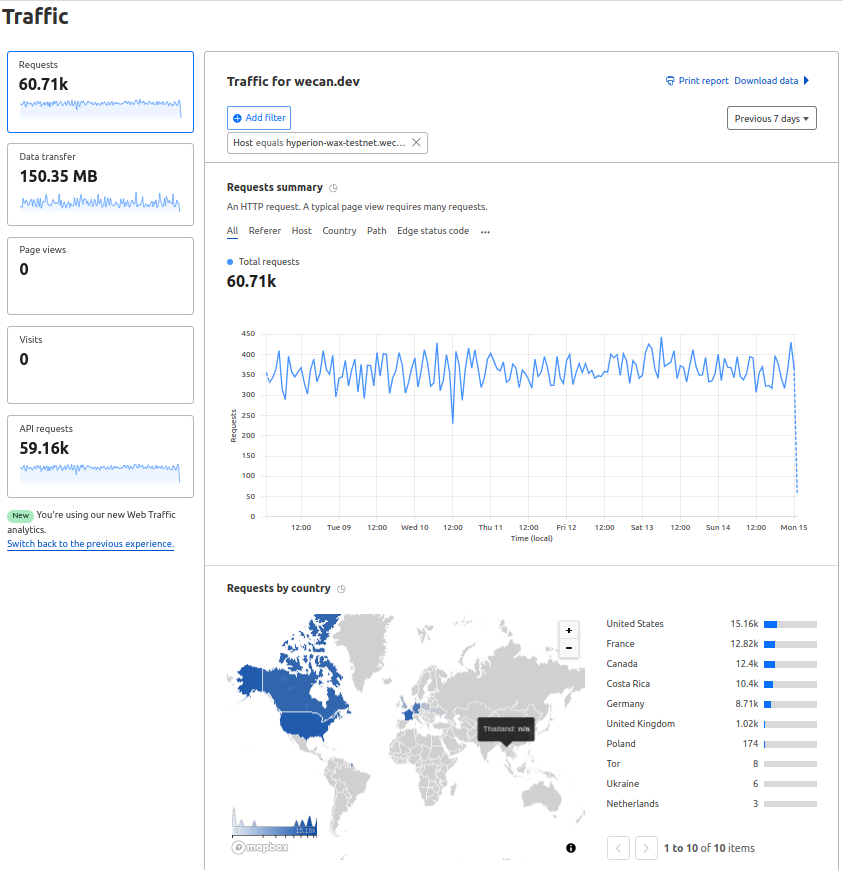 Traffic
Requests
60.71k
Data transfer
150.35 MB
Page views
0
Visits
0
API requests
59.16k
New You're using our new Web Traffic
analytics.
Switch back to the previous experience.
Traffic for wecan.dev
Print report Download data
Add filter
Previous 7 days
Host equals hyperion-wax-testnet.wec...
Requests summary
An HTTP request. A typical page view requires many requests.
All Referer Host Country Path Edge status code ...
Total requests
60.71k
450
400
350
300
250
200
150
100
50
0
Requests
12:00 Tue 09 12:00 Wed 10 12:00 Thu 11 12:00 Fri 12 12:00 Sat 13 12:00 Sun 14 12:00 Mon 15
Time (local)
Requests by country
+
−
Thailand: n/a
0 15.16k
mapbox
United States 15.16k
France 12.82k
Canada 12.4k
Costa Rica 10.4k
Germany 8.71k
United Kingdom 1.02k
Poland 174
Tor 8
Ukraine 6
Netherlands 3
1 to 10 of 10 items